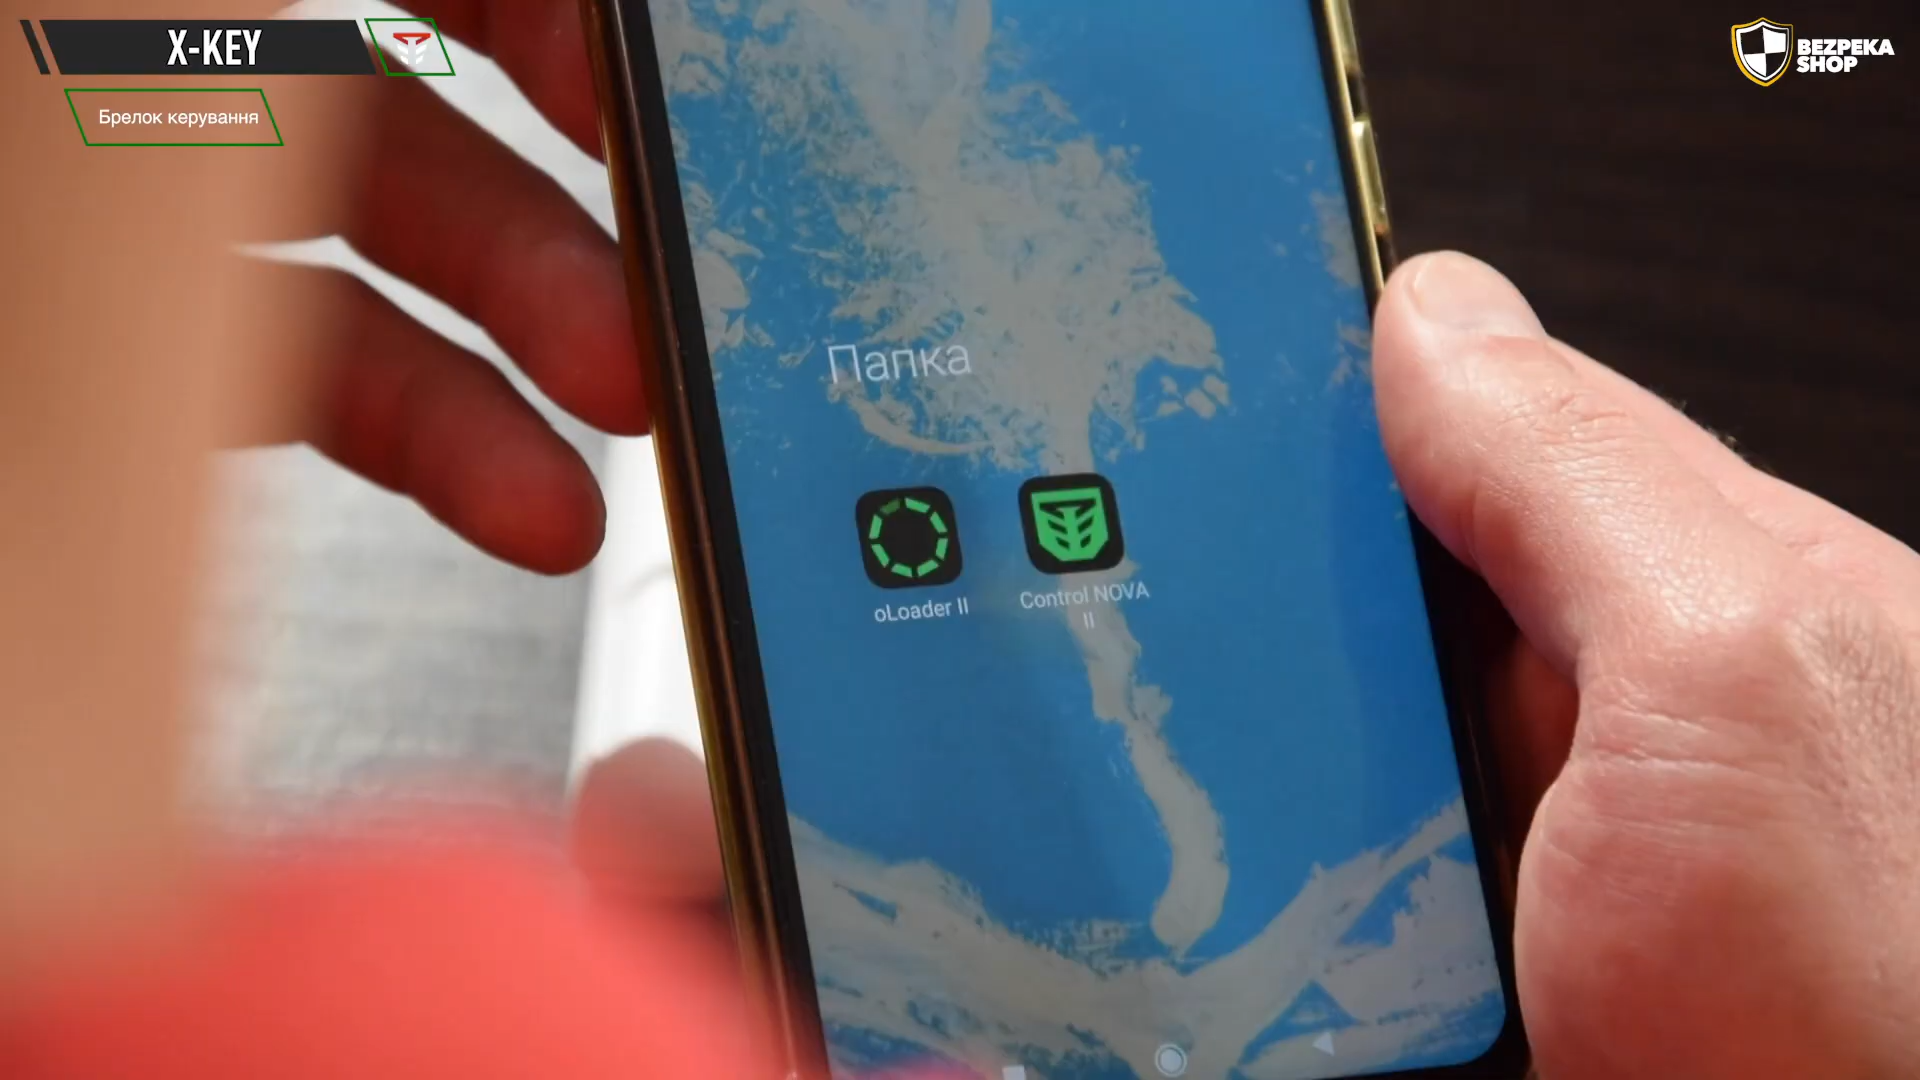 X-KEY
Брелок керування
BEZPEKA
SHOP
Папка
oLoader II
Control NOVA
II